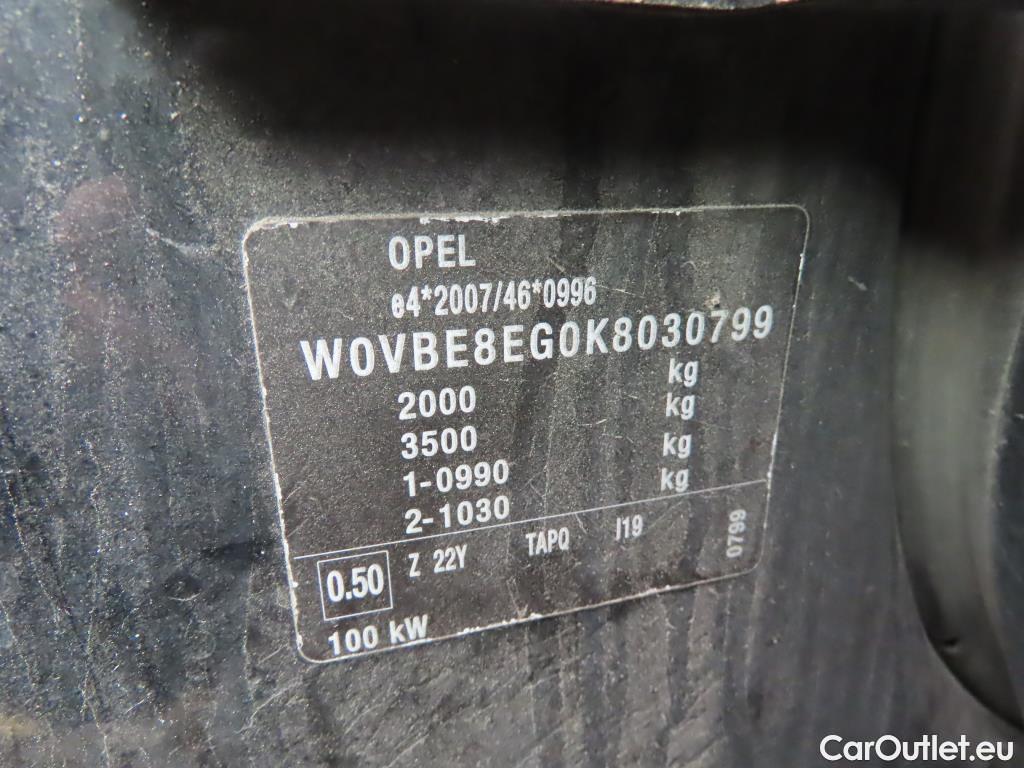 OPEL
e4*2007/46*0996
W0VBE8EG0K8030799
2000 kg
3500 kg
1-0990 kg
2-1030 kg
0.50 Z 22Y TAPQ I19 0799
100 kW
CarOutlet.eu